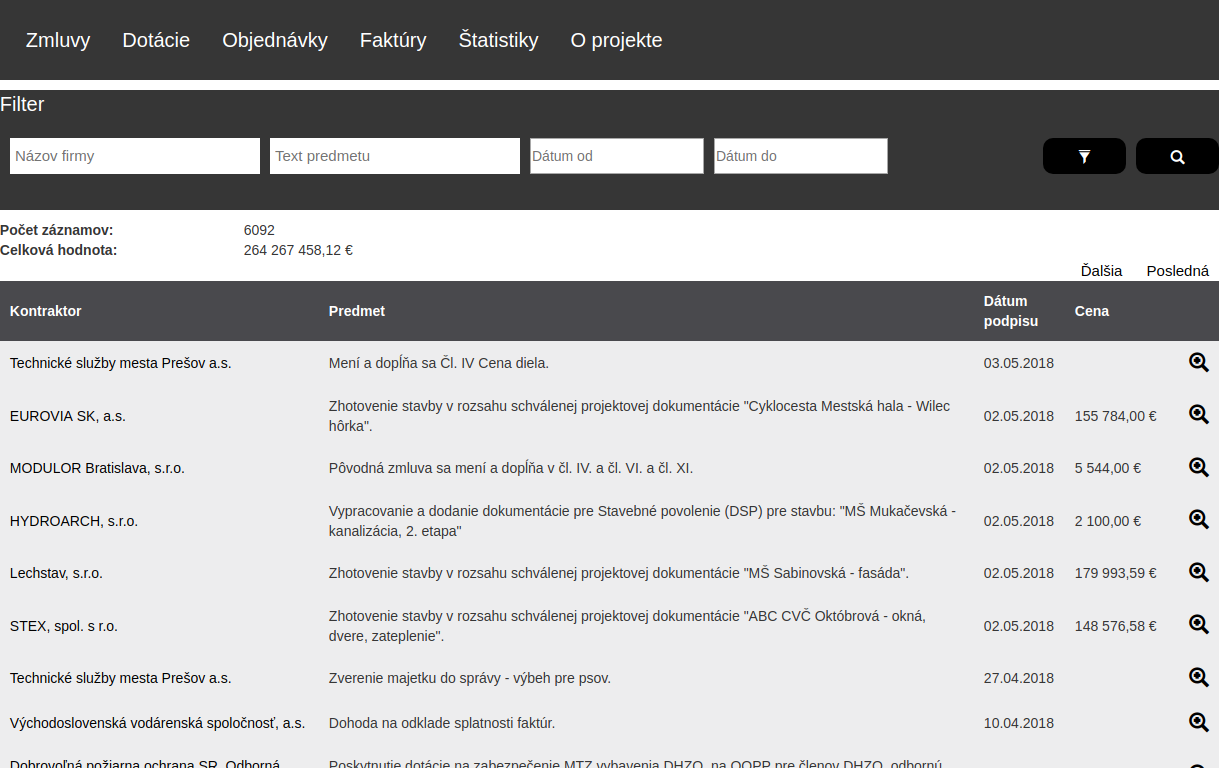 Zmluvy Dotácie Objednávky Faktúry Štatistiky O projekte
Filter
Názov firmy Text predmetu Dátum od Dátum do
Počet záznamov: 6092
Celková hodnota: 264 267 458,12 €
Ďalšia Posledná
Kontraktor Predmet Dátum podpisu Cena
Technické služby mesta Prešov a.s. Mení a dopĺňa sa Čl. IV Cena diela. 03.05.2018
EUROVIA SK, a.s. Zhotovenie stavby v rozsahu schválenej projektovej dokumentácie "Cyklocesta Mestská hala - Wilec
hôrka". 02.05.2018 155 784,00 €
MODULOR Bratislava, s.r.o. Pôvodná zmluva sa mení a dopĺňa v čl. IV. a čl. VI. a čl. XI. 02.05.2018 5 544,00 €
HYDROARCH, s.r.o. Vypracovanie a dodanie dokumentácie pre Stavebné povolenie (DSP) pre stavbu: "MŠ Mukačevská -
kanalizácia, 2. etapa" 02.05.2018 2 100,00 €
Lechstav, s.r.o. Zhotovenie stavby v rozsahu schválenej projektovej dokumentácie "MŠ Sabinovská - fasáda". 02.05.2018 179 993,59 €
STEX, spol. s r.o. Zhotovenie stavby v rozsahu schválenej projektovej dokumentácie "ABC CVČ Októbrová - okná,
dvere, zateplenie". 02.05.2018 148 576,58 €
Technické služby mesta Prešov a.s. Zverenie majetku do správy - výbeh pre psov. 27.04.2018
Východoslovenská vodárenská spoločnosť, a.s. Dohoda na odklade splatnosti faktúr. 10.04.2018
Dobrovoľná požiarna ochrana SR, Odborná Poskytnutie dotácie na zabezpečenie MTZ vybavenia DHZO, na OOPP pre členov DHZO, odbornú